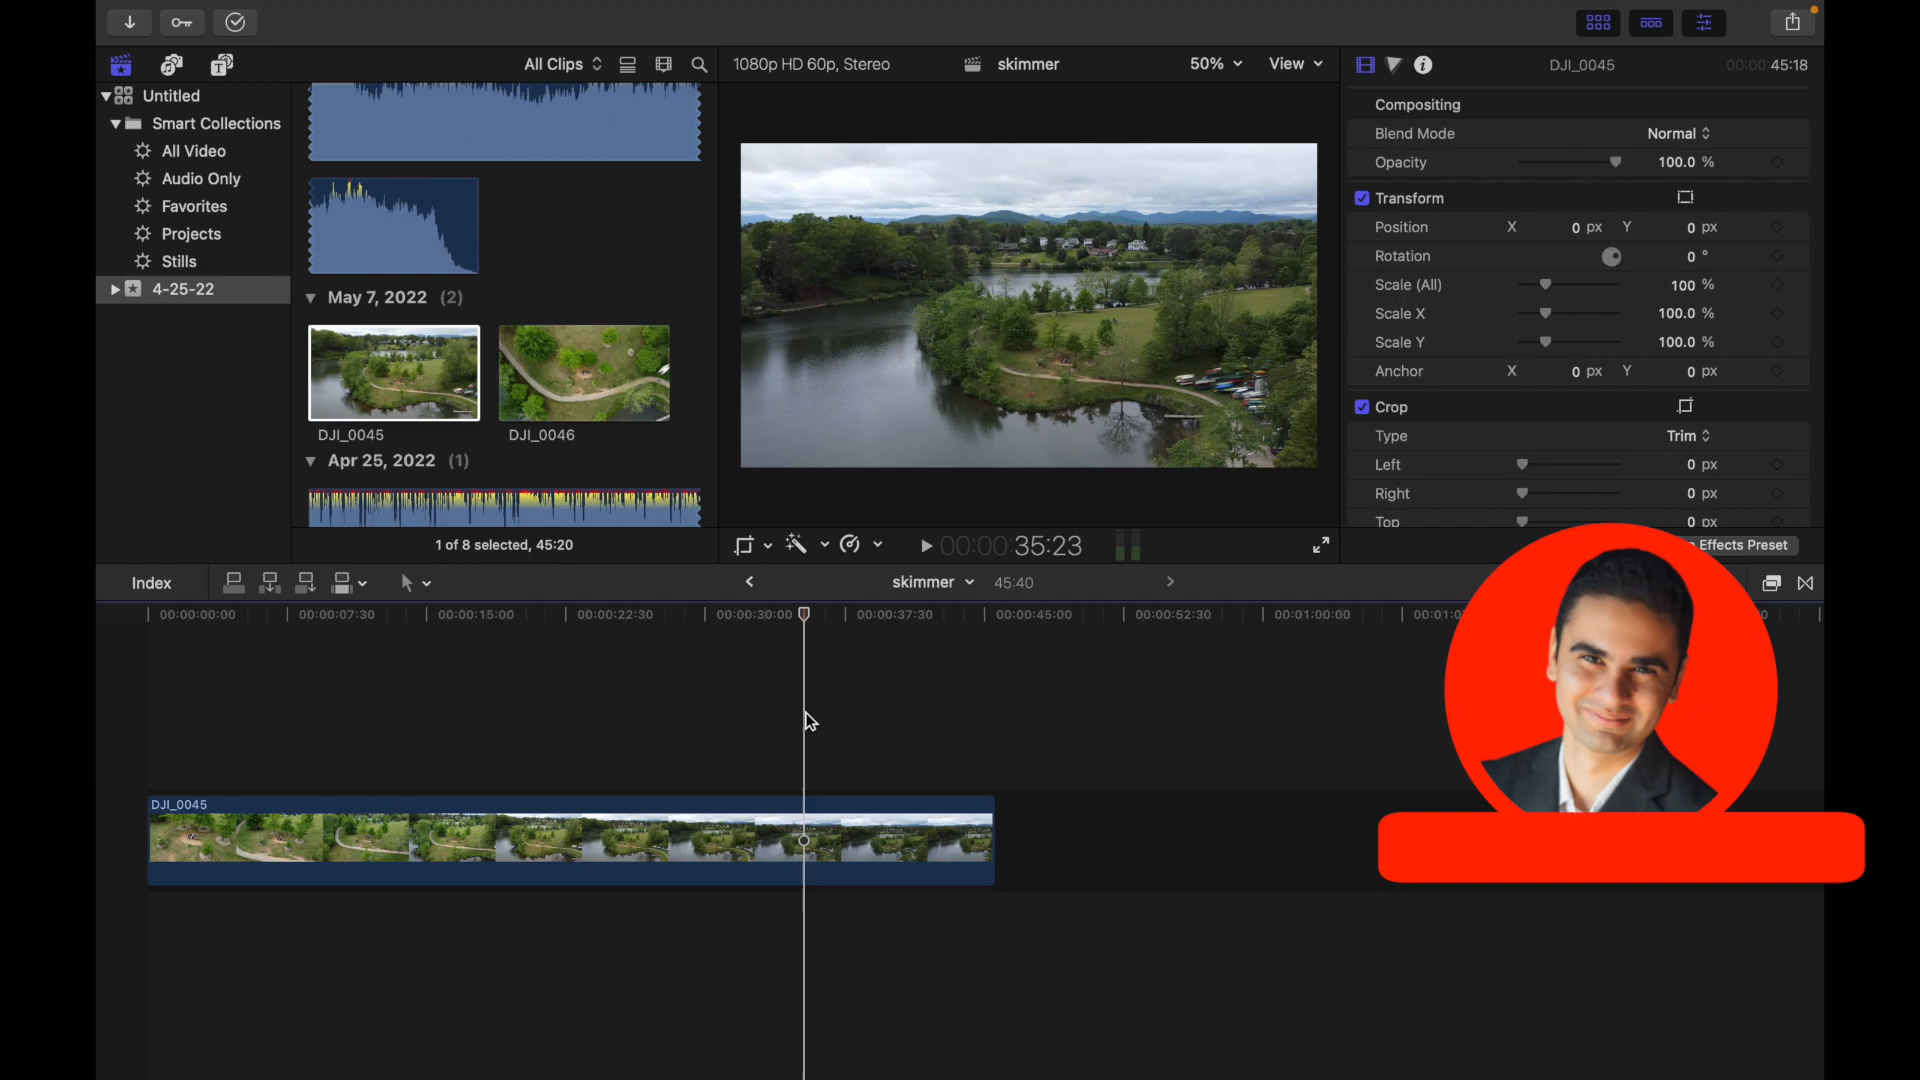 All Clips
1080p HD 60p, Stereo
skimmer
50%
View
DJI_0045
00:00:45:18
Untitled
Smart Collections
All Video
Audio Only
Favorites
Projects
Stills
4-25-22
May 7, 2022 (2)
DJI_0045
DJI_0046
Apr 25, 2022 (1)
1 of 8 selected, 45:20
00:00:35:23
Compositing
Blend Mode Normal
Opacity 100.0 %
Transform
Position X 0 px Y 0 px
Rotation 0 °
Scale (All) 100 %
Scale X 100.0 %
Scale Y 100.0 %
Anchor X 0 px Y 0 px
Crop
Type Trim
Left 0 px
Right 0 px
Top 0 px
Effects Preset
Index
skimmer
45:40
00:00:00:00
00:00:07:30
00:00:15:00
00:00:22:30
00:00:30:00
00:00:37:30
00:00:45:00
00:00:52:30
00:01:00:00
DJI_0045